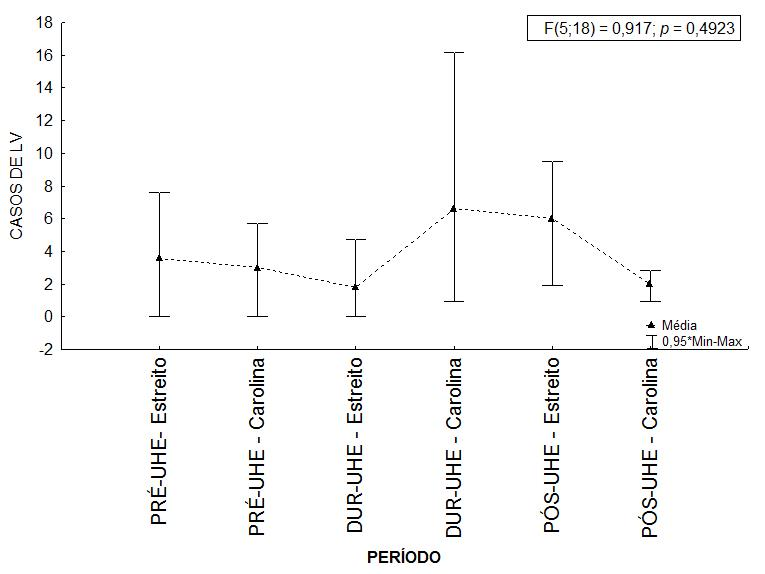 F(5;18) = 0,917; p = 0,4923
CASOS DE LV
18
16
14
12
10
8
6
4
2
0
-2
Média
0,95*Min-Max
PRÉ-UHE- Estreito
PRÉ-UHE - Carolina
DUR-UHE - Estreito
DUR-UHE - Carolina
PÓS-UHE - Estreito
PÓS-UHE - Carolina
PERÍODO